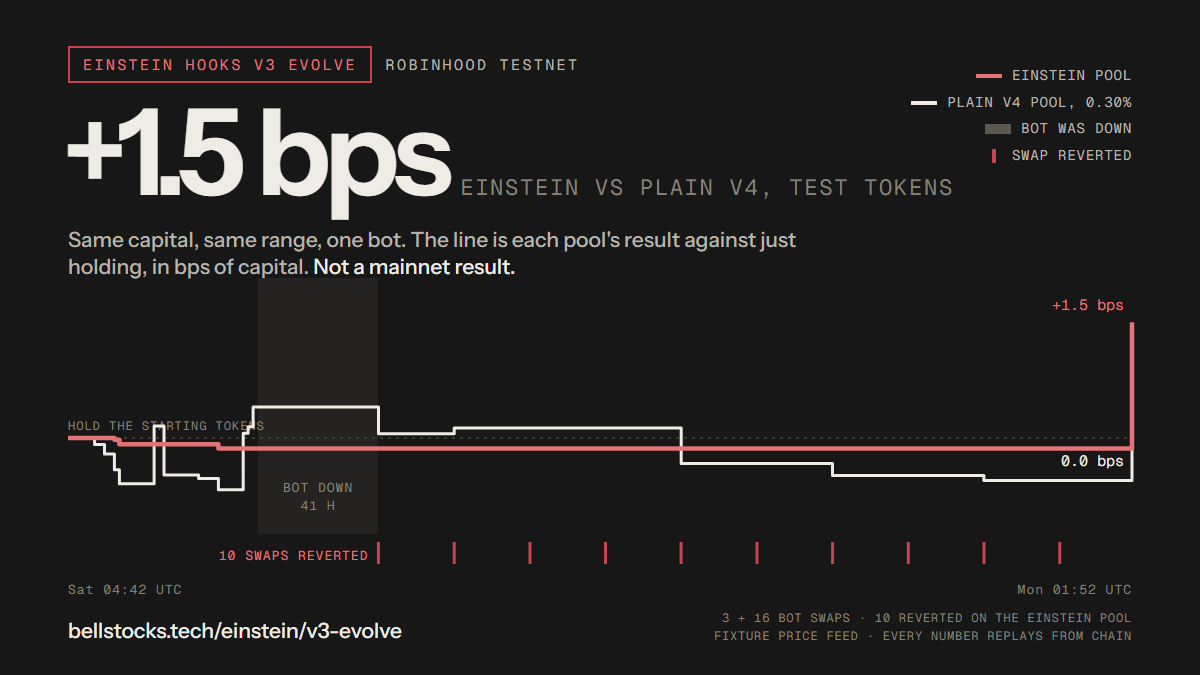 EINSTEIN HOOKS V3 EVOLVE
ROBINHOOD TESTNET
EINSTEIN POOL
PLAIN V4 POOL, 0.30%
BOT WAS DOWN
SWAP REVERTED
+1.5 bps
EINSTEIN VS PLAIN V4, TEST TOKENS
Same capital, same range, one bot. The line is each pool's result against just
holding, in bps of capital. Not a mainnet result.
+1.5 bps
HOLD THE STARTING TOKENS
0.0 bps
BOT DOWN
41 H
10 SWAPS REVERTED
Sat 04:42 UTC
Mon 01:52 UTC
bellstocks.tech/einstein/v3-evolve
3 + 16 BOT SWAPS · 10 REVERTED ON THE EINSTEIN POOL
FIXTURE PRICE FEED · EVERY NUMBER REPLAYS FROM CHAIN